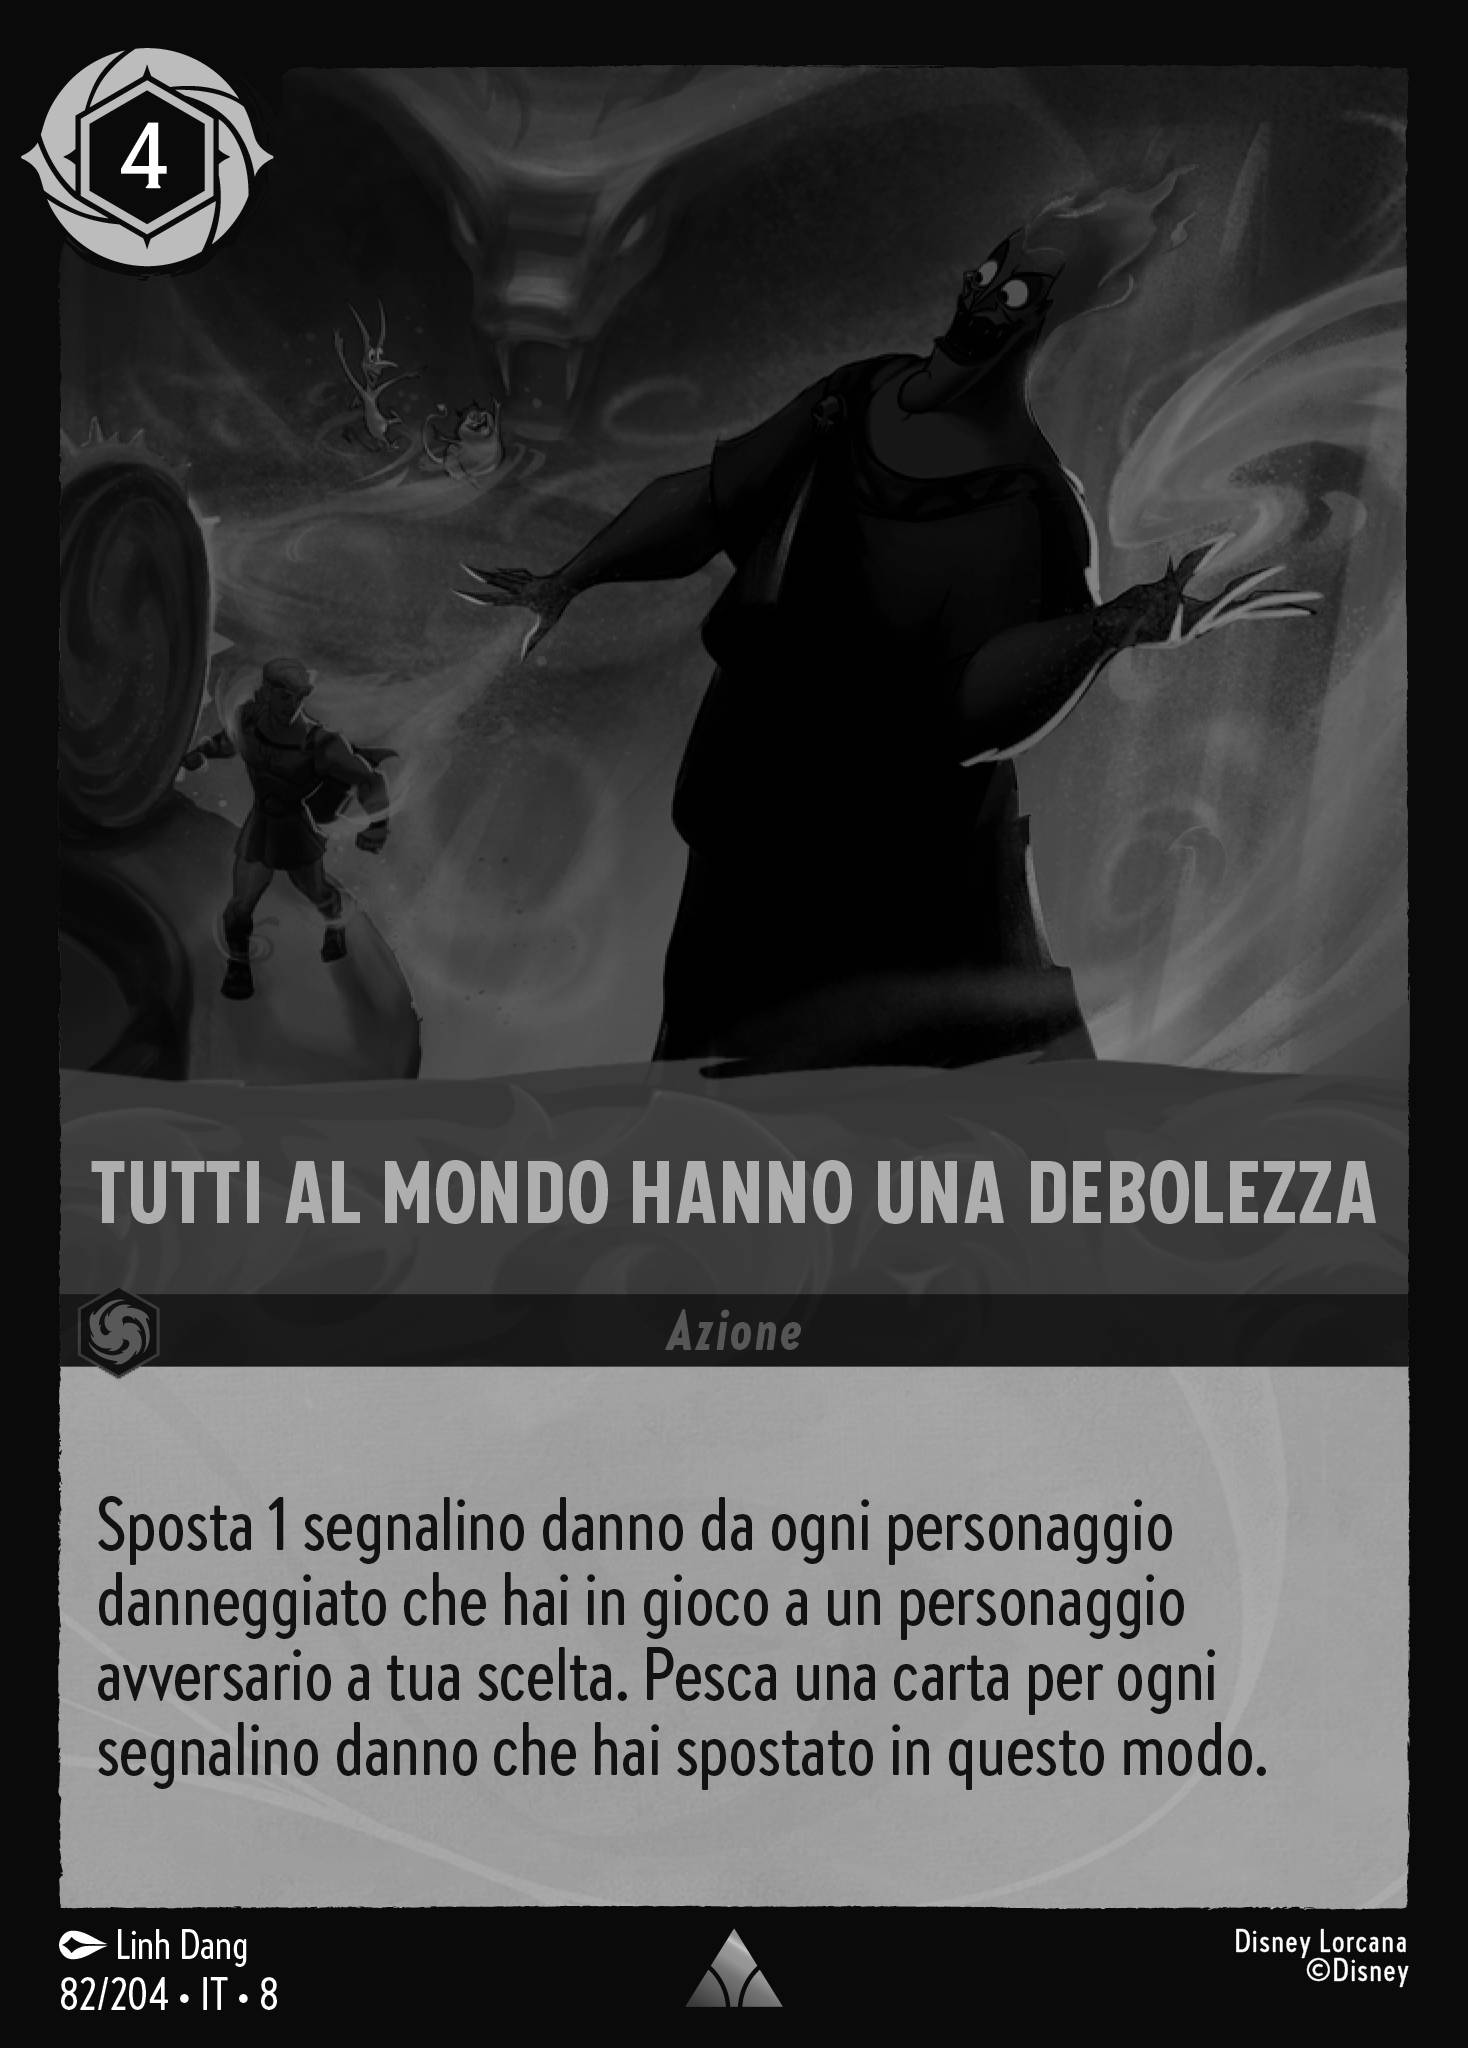 4
TUTTI AL MONDO HANNO UNA DEBOLEZZA
Azione
Sposta 1 segnalino danno da ogni personaggio
danneggiato che hai in gioco a un personaggio
avversario a tua scelta. Pesca una carta per ogni
segnalino danno che hai spostato in questo modo.
Linh Dang
82/204 • IT • 8
Disney Lorcana
©Disney